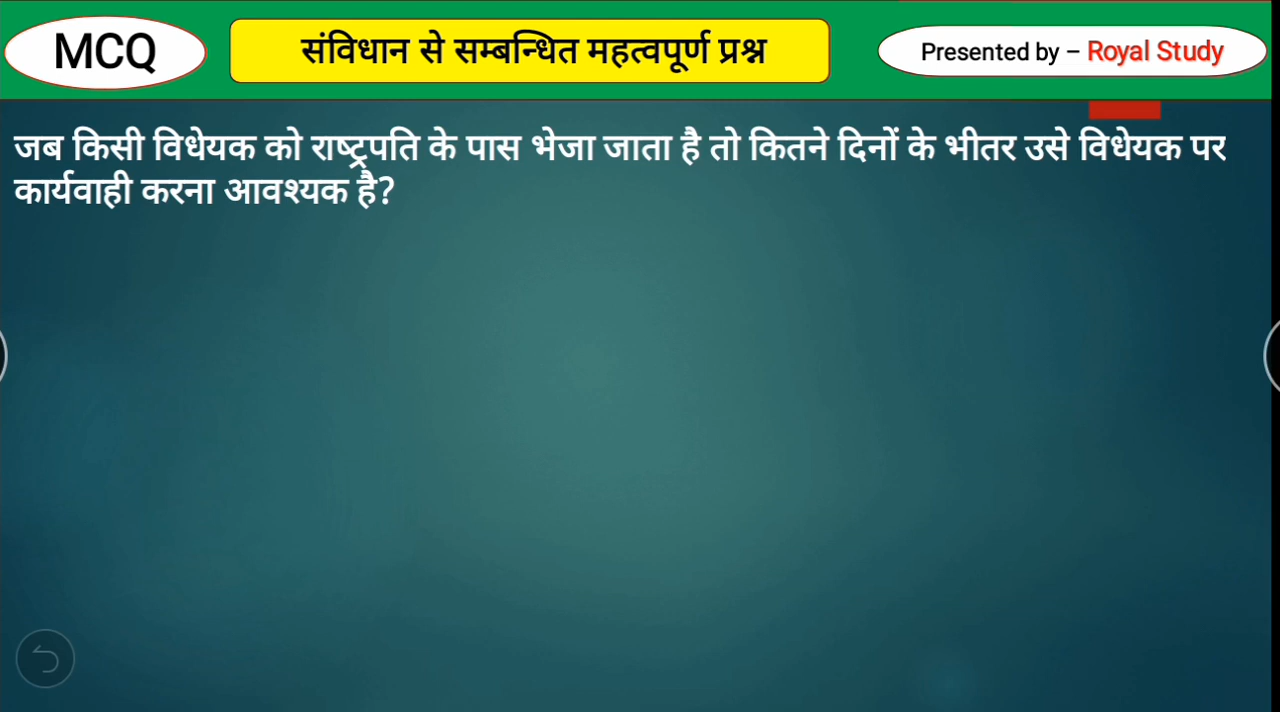 MCQ
संविधान से सम्बन्धित महत्वपूर्ण प्रश्न
Presented by – Royal Study
जब किसी विधेयक को राष्ट्रपति के पास भेजा जाता है तो कितने दिनों के भीतर उसे विधेयक पर
कार्यवाही करना आवश्यक है?